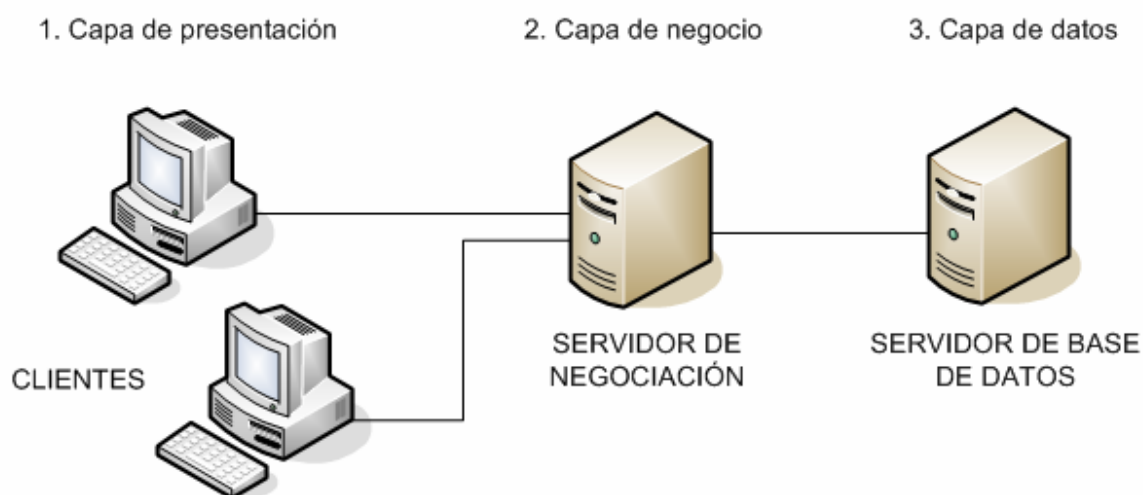 1. Capa de presentación
2. Capa de negocio
3. Capa de datos
CLIENTES
SERVIDOR DE
NEGOCIACIÓN
SERVIDOR DE BASE
DE DATOS